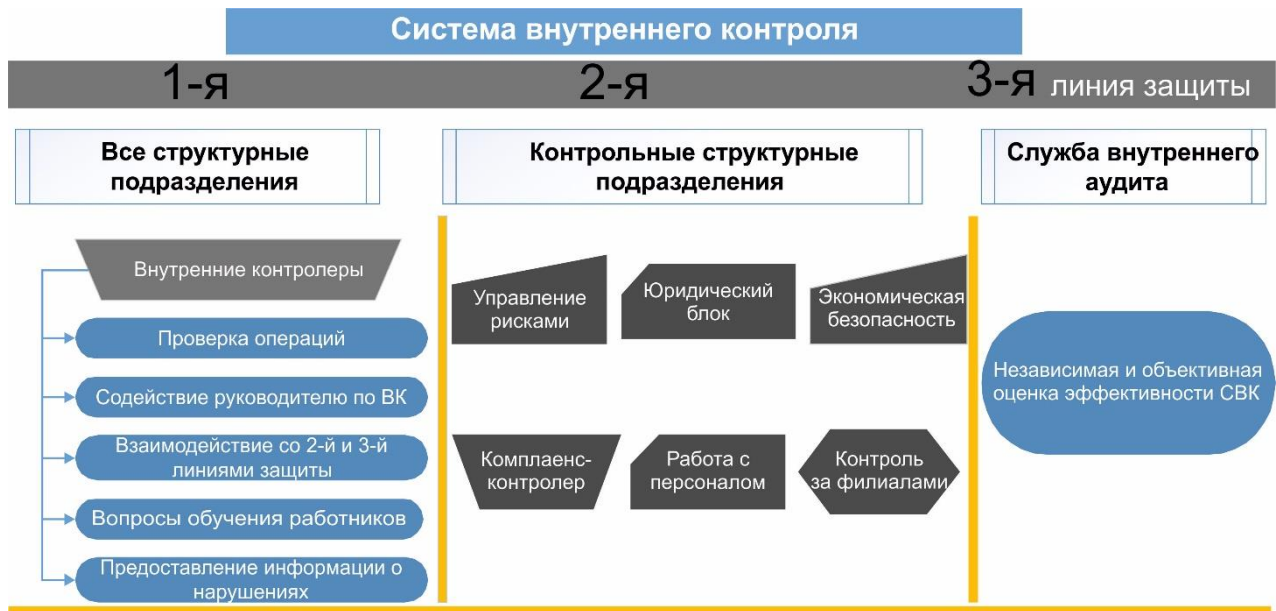 Система внутреннего контроля
1-я
2-я
3-я линия защиты
Все структурные
подразделения
Контрольные структурные
подразделения
Служба внутреннего
аудита
Внутренние контролеры
Проверка операций
Содействие руководителю по ВК
Взаимодействие со 2-й и 3-й
линиями защиты
Вопросы обучения работников
Предоставление информации о
нарушениях
Управление
рисками
Юридический
блок
Экономическая
безопасность
Комплаенс-
контролер
Работа с
персоналом
Контроль
за филиалами
Независимая и объективная
оценка эффективности СВК